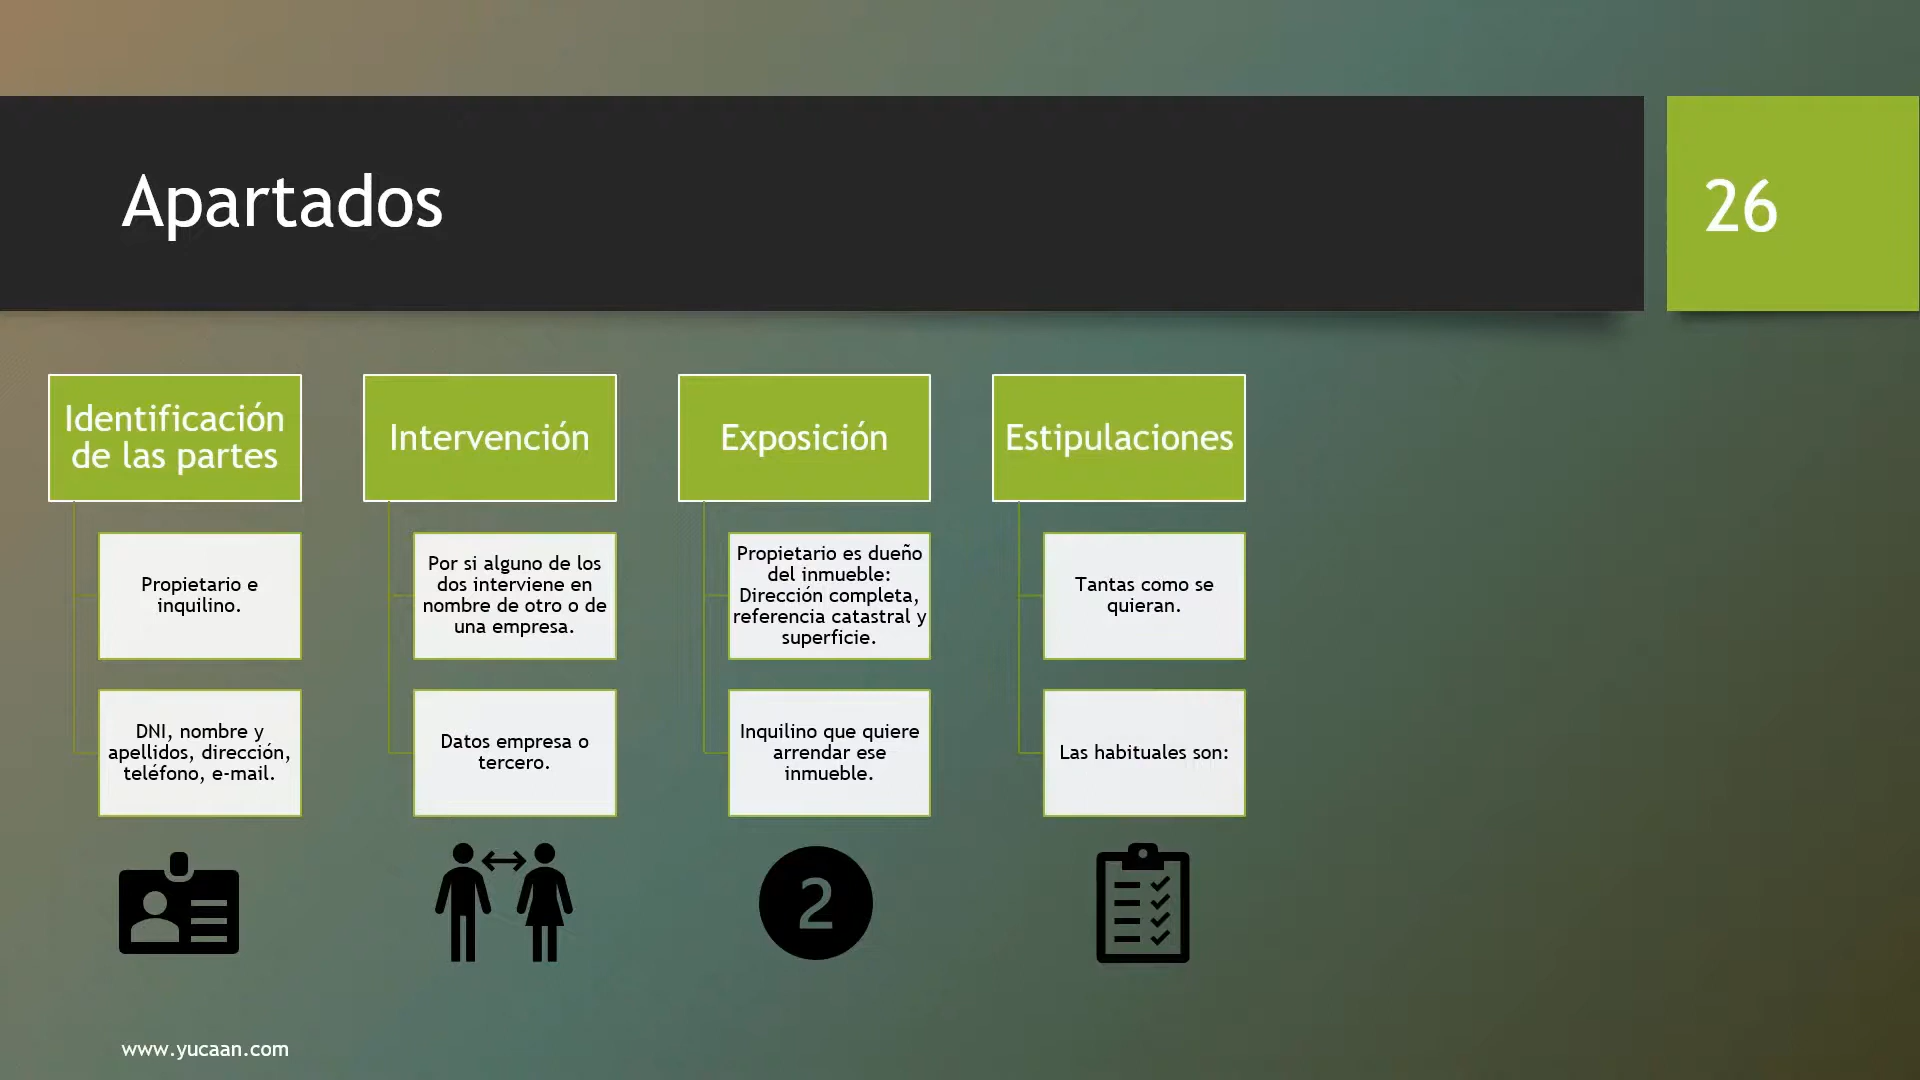 Apartados
26
Identificación
de las partes
Propietario e
inquilino.
DNI, nombre y
apellidos, dirección,
teléfono, e-mail.
Intervención
Por si alguno de los
dos interviene en
nombre de otro o de
una empresa.
Datos empresa o
tercero.
Exposición
Propietario es dueño
del inmueble:
Dirección completa,
referencia catastral y
superficie.
Inquilino que quiere
arrendar ese
inmueble.
2
Estipulaciones
Tantas como se
quieran.
Las habituales son:
www.yucaan.com